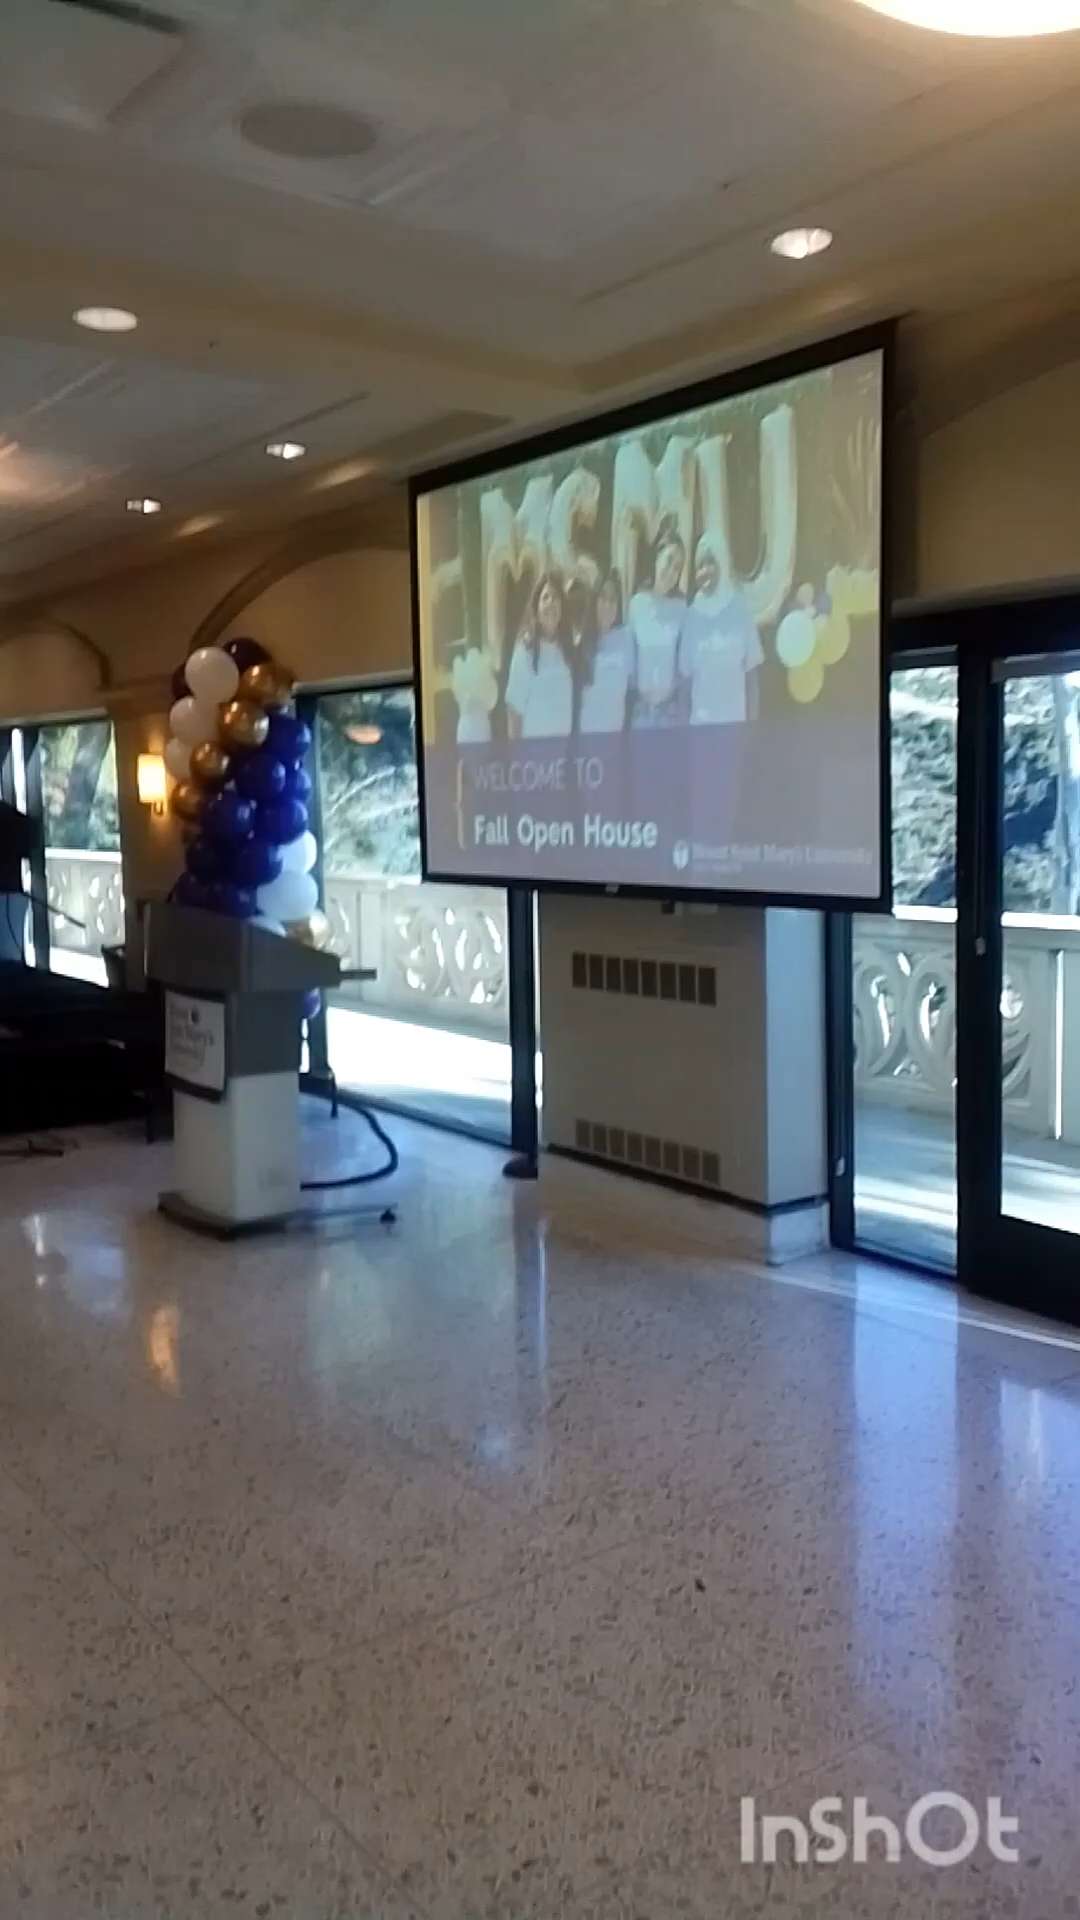 MSMU
WELCOME TO
Fall Open House
Mount Saint Mary's University
InShOt